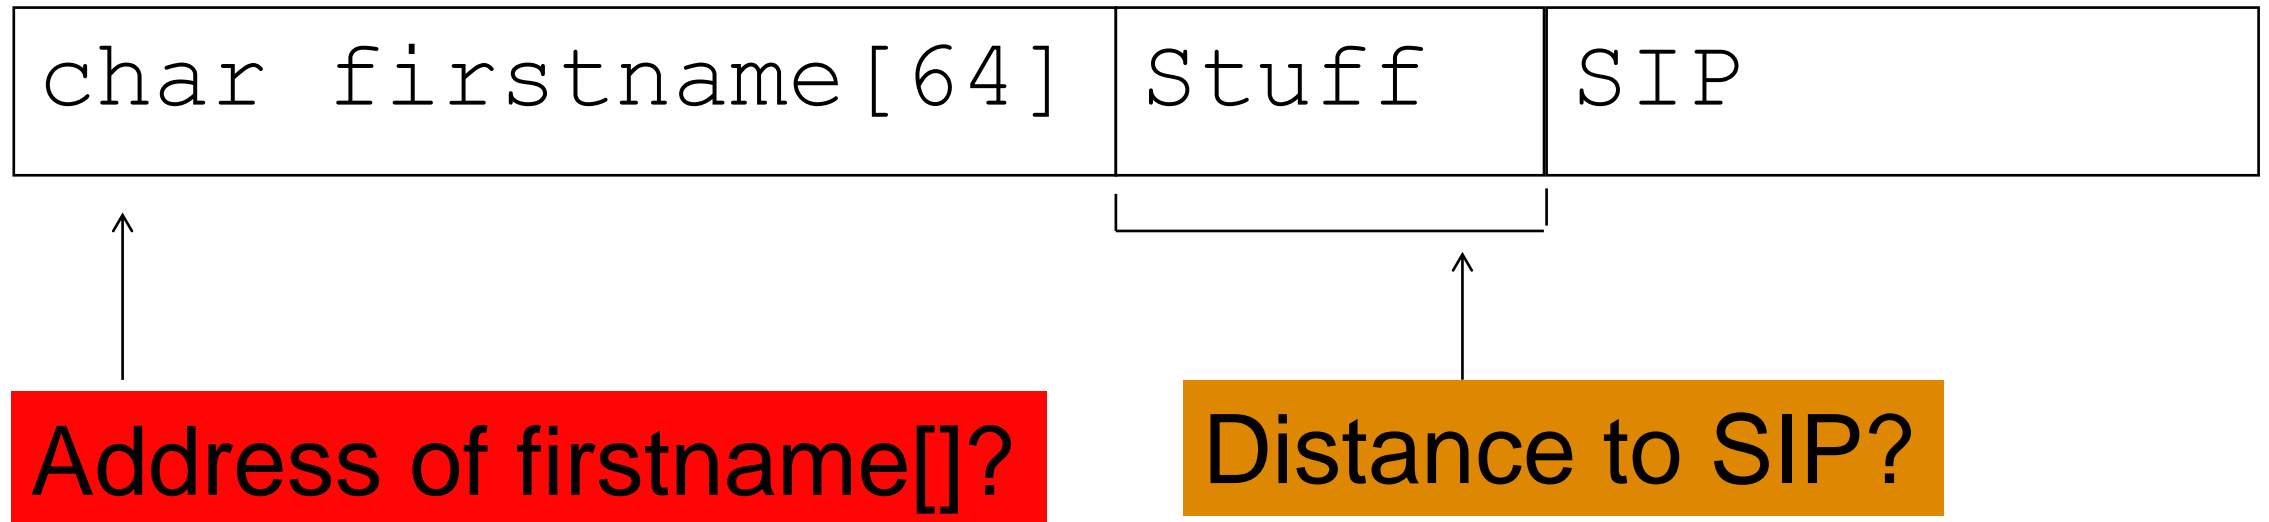 char firstname[64] Stuff SIP
Address of firstname[]? Distance to SIP?